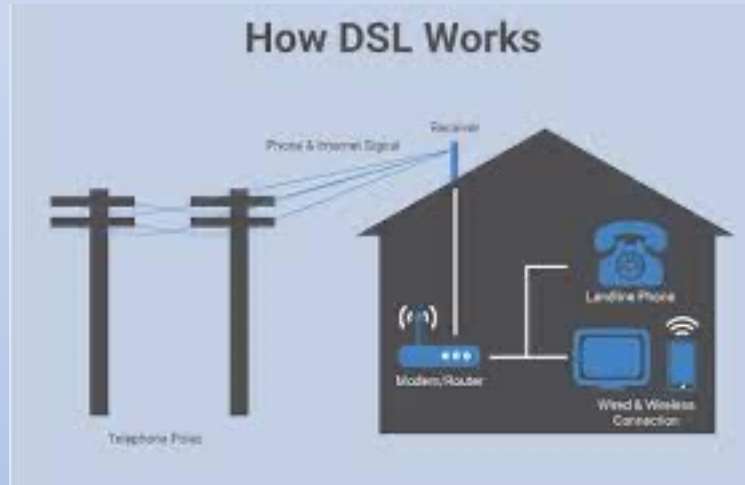 How DSL Works
Receiver
Phone & Internet Signal
Landline Phone
Modem/Router
Wired & Wireless
Connection
Telephone Poles